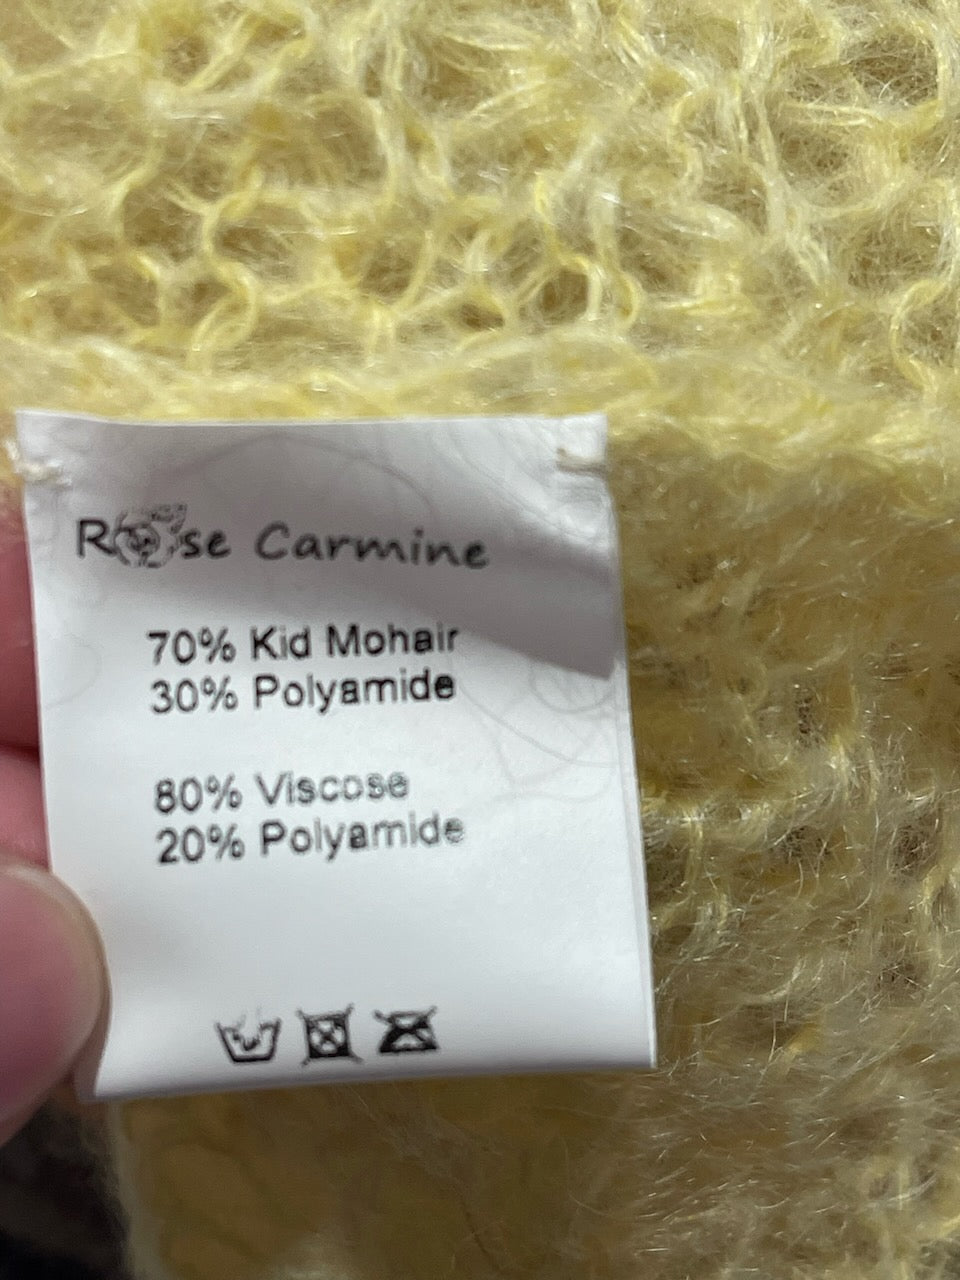 Rose Carmine
70% Kid Mohair
30% Polyamide
80% Viscose
20% Polyamide